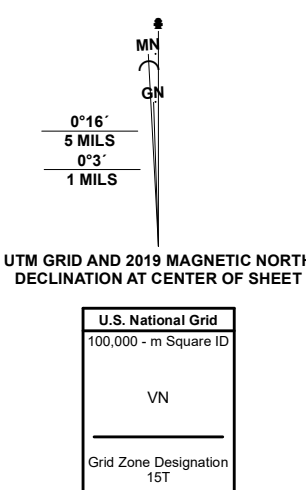 MN
GN
0°16´
5 MILS
0°3´
1 MILS
UTM GRID AND 2019 MAGNETIC NORTH
DECLINATION AT CENTER OF SHEET
U.S. National Grid
100,000 - m Square ID
VN
Grid Zone Designation
15T